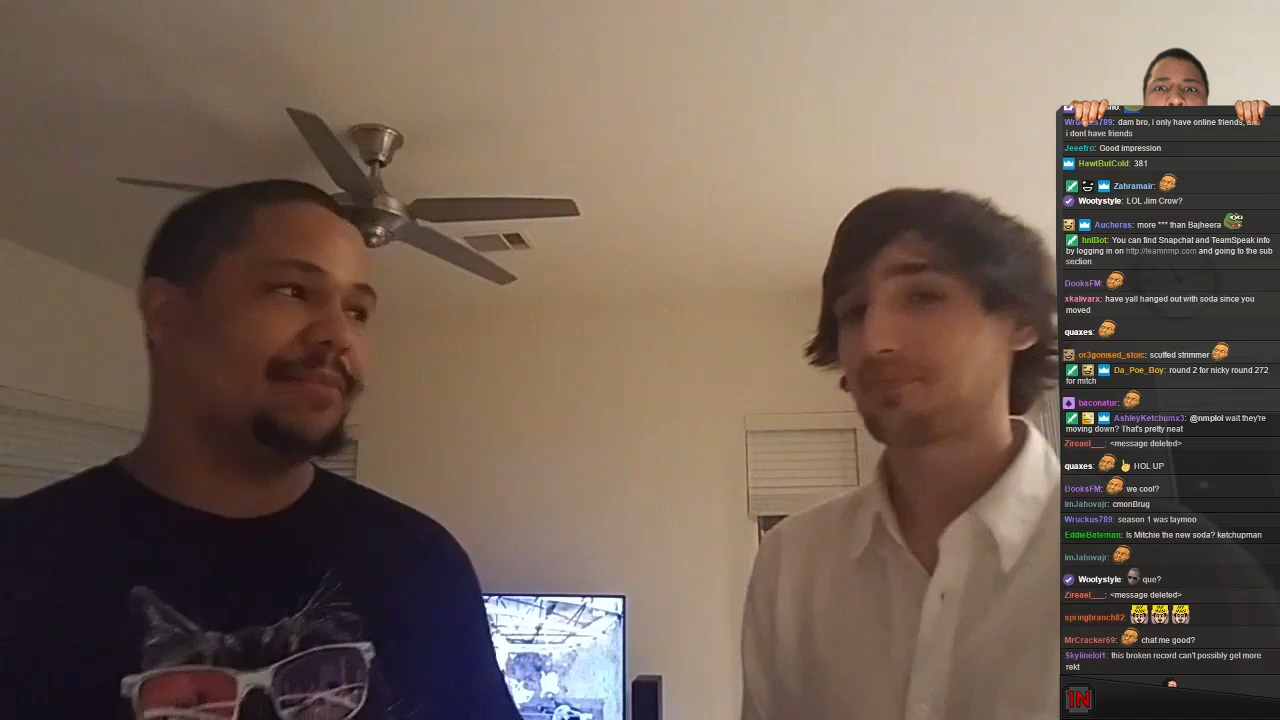 Wruckus789: dam bro, i only have online friends,
i dont have friends
Jeeefro: Good impression
HawtButCold: 381
Zahramair:
Wootystyle: LOL Jim Crow?
Aucheras: more *** than Bajheera
hnlBot: You can find Snapchat and TeamSpeak info
by logging in on http://teamnmp.com and going to the sub
section
DooksFM:
xkalivarx: have yall hanged out with soda since you
moved
quaxes:
or3gonised_stoic: scuffed strimmer
Da_Poe_Boy: round 2 for nicky round 272
for mitch
baconatur:
AshleyKetchumx3: @nmplol wait they're
moving down? That's pretty neat
Zireael___: <message deleted>
quaxes: HOL UP
DooksFM: we cool?
ImJahovajr: cmonBrug
Wruckus789: season 1 was taymoo
EddieBateman: Is Mitchie the new soda? ketchupman
ImJahovajr:
Wootystyle: que?
Zireael___: <message deleted>
springbranch82:
MrCracker69: chat me good?
Skylinelol1: this broken record can't possibly get more
rekt
1N